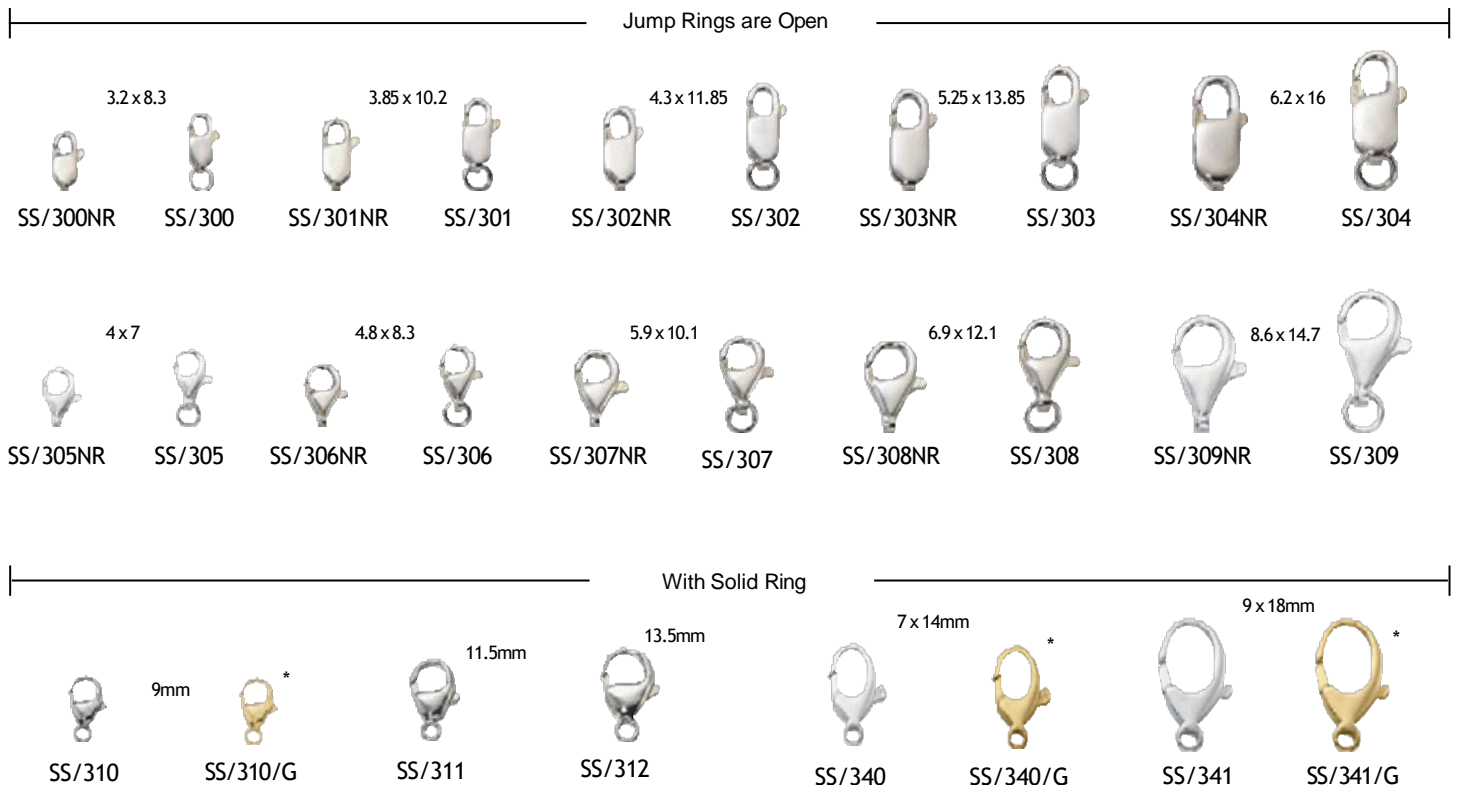 Jump Rings are Open
3.2 x 8.3 3.85 x 10.2 4.3 x 11.85 5.25 x 13.85 6.2 x 16
SS/300NR SS/300 SS/301NR SS/301 SS/302NR SS/302 SS/303NR SS/303 SS/304NR SS/304
4 x 7 4.8 x 8.3 5.9 x 10.1 6.9 x 12.1 8.6 x 14.7
SS/305NR SS/305 SS/306NR SS/306 SS/307NR SS/307 SS/308NR SS/308 SS/309NR SS/309
With Solid Ring
9mm * 11.5mm 13.5mm 7 x 14mm * 9 x 18mm *
SS/310 SS/310/G SS/311 SS/312 SS/340 SS/340/G SS/341 SS/341/G